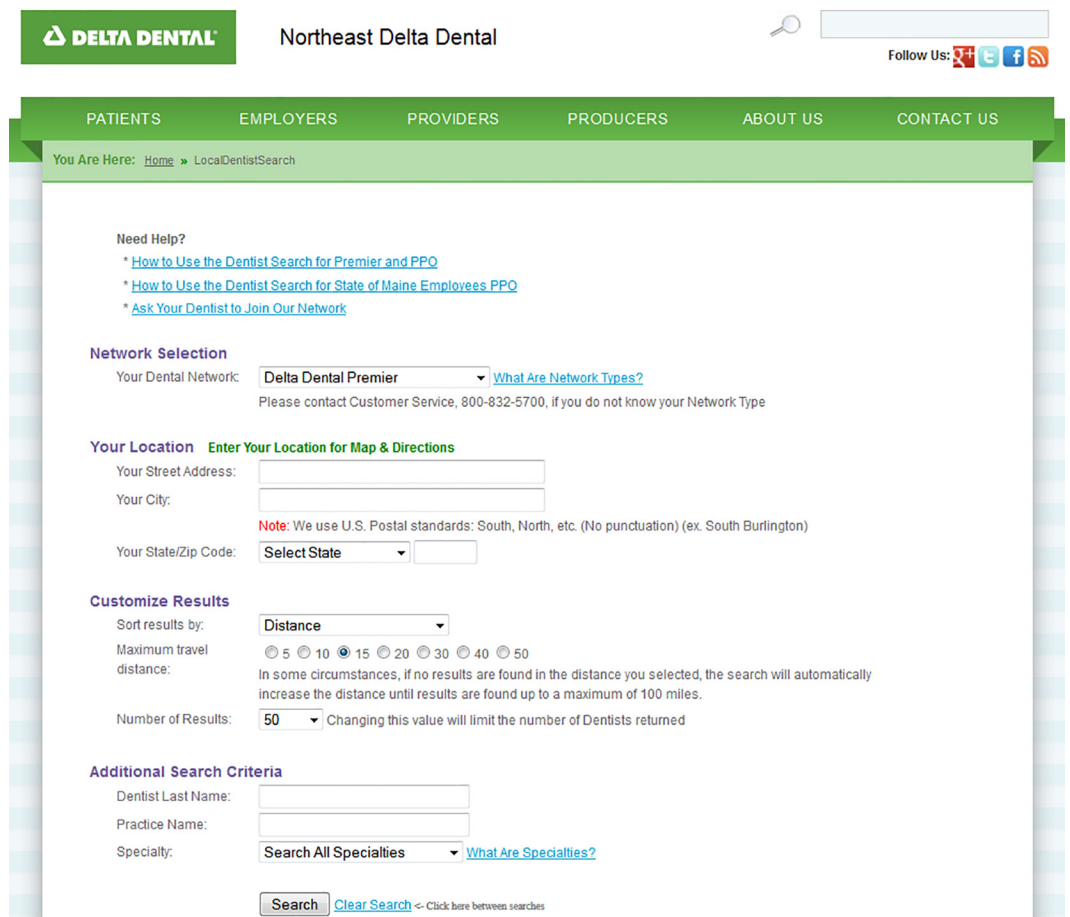 DELTA DENTAL®
Northeast Delta Dental
Follow Us:
PATIENTS EMPLOYERS PROVIDERS PRODUCERS ABOUT US CONTACT US
You Are Here: Home » LocalDentistSearch
Need Help?
* How to Use the Dentist Search for Premier and PPO
* How to Use the Dentist Search for State of Maine Employees PPO
* Ask Your Dentist to Join Our Network
Network Selection
Your Dental Network: Delta Dental Premier What Are Network Types?
Please contact Customer Service, 800-832-5700, if you do not know your Network Type
Your Location Enter Your Location for Map & Directions
Your Street Address:
Your City:
Note: We use U.S. Postal standards: South, North, etc. (No punctuation) (ex. South Burlington)
Your State/Zip Code: Select State
Customize Results
Sort results by: Distance
Maximum travel distance: 5 10 15 20 30 40 50
In some circumstances, if no results are found in the distance you selected, the search will automatically
increase the distance until results are found up to a maximum of 100 miles.
Number of Results: 50 Changing this value will limit the number of Dentists returned
Additional Search Criteria
Dentist Last Name:
Practice Name:
Specialty: Search All Specialties What Are Specialties?
Search Clear Search <- Click here between searches